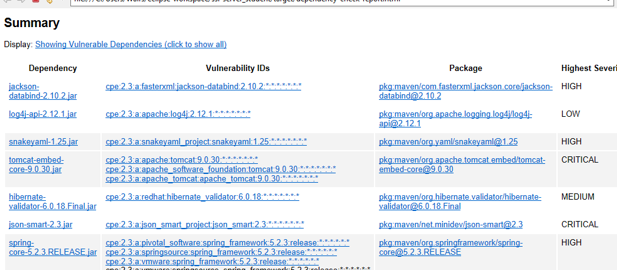 Summary
Display: Showing Vulnerable Dependencies (click to show all)
Dependency Vulnerability IDs Package Highest Severi
jackson-databind-2.10.2.jar cpe:2.3:a:fasterxml:jackson-databind:2.10.2:*:*:*:*:*:*:* pkg:maven/com.fasterxml.jackson.core/jackson-databind@2.10.2 HIGH
log4j-api-2.12.1.jar cpe:2.3:a:apache:log4j:2.12.1:*:*:*:*:*:*:* pkg:maven/org.apache.logging.log4j/log4j-api@2.12.1 LOW
snakeyaml-1.25.jar cpe:2.3:a:snakeyaml_project:snakeyaml:1.25:*:*:*:*:*:*:* pkg:maven/org.yaml/snakeyaml@1.25 HIGH
tomcat-embed-core-9.0.30.jar cpe:2.3:a:apache:tomcat:9.0.30:*:*:*:*:*:*:* pkg:maven/org.apache.tomcat.embed/tomcat-embed-core@9.0.30 CRITICAL
cpe:2.3:a:apache_software_foundation:tomcat:9.0.30:*:*:*:*:*:*:*
cpe:2.3:a:apache_tomcat:apache_tomcat:9.0.30:*:*:*:*:*:*:*
hibernate-validator-6.0.18.Final.jar cpe:2.3:a:redhat:hibernate_validator:6.0.18:*:*:*:*:*:*:* pkg:maven/org.hibernate.validator/hibernate-validator@6.0.18.Final MEDIUM
json-smart-2.3.jar cpe:2.3:a:json_smart_project:json_smart:2.3:*:*:*:*:*:*:* pkg:maven/net.minidev/json-smart@2.3 CRITICAL
spring-core-5.2.3.RELEASE.jar cpe:2.3:a:pivotal_software:spring_framework:5.2.3:release:*:*:*:*:*:* pkg:maven/org.springframework/spring-core@5.2.3.RELEASE HIGH
cpe:2.3:a:springsource:spring_framework:5.2.3:release:*:*:*:*:*:*
cpe:2.3:a:vmware:spring_framework:5.2.3:release:*:*:*:*:*:*